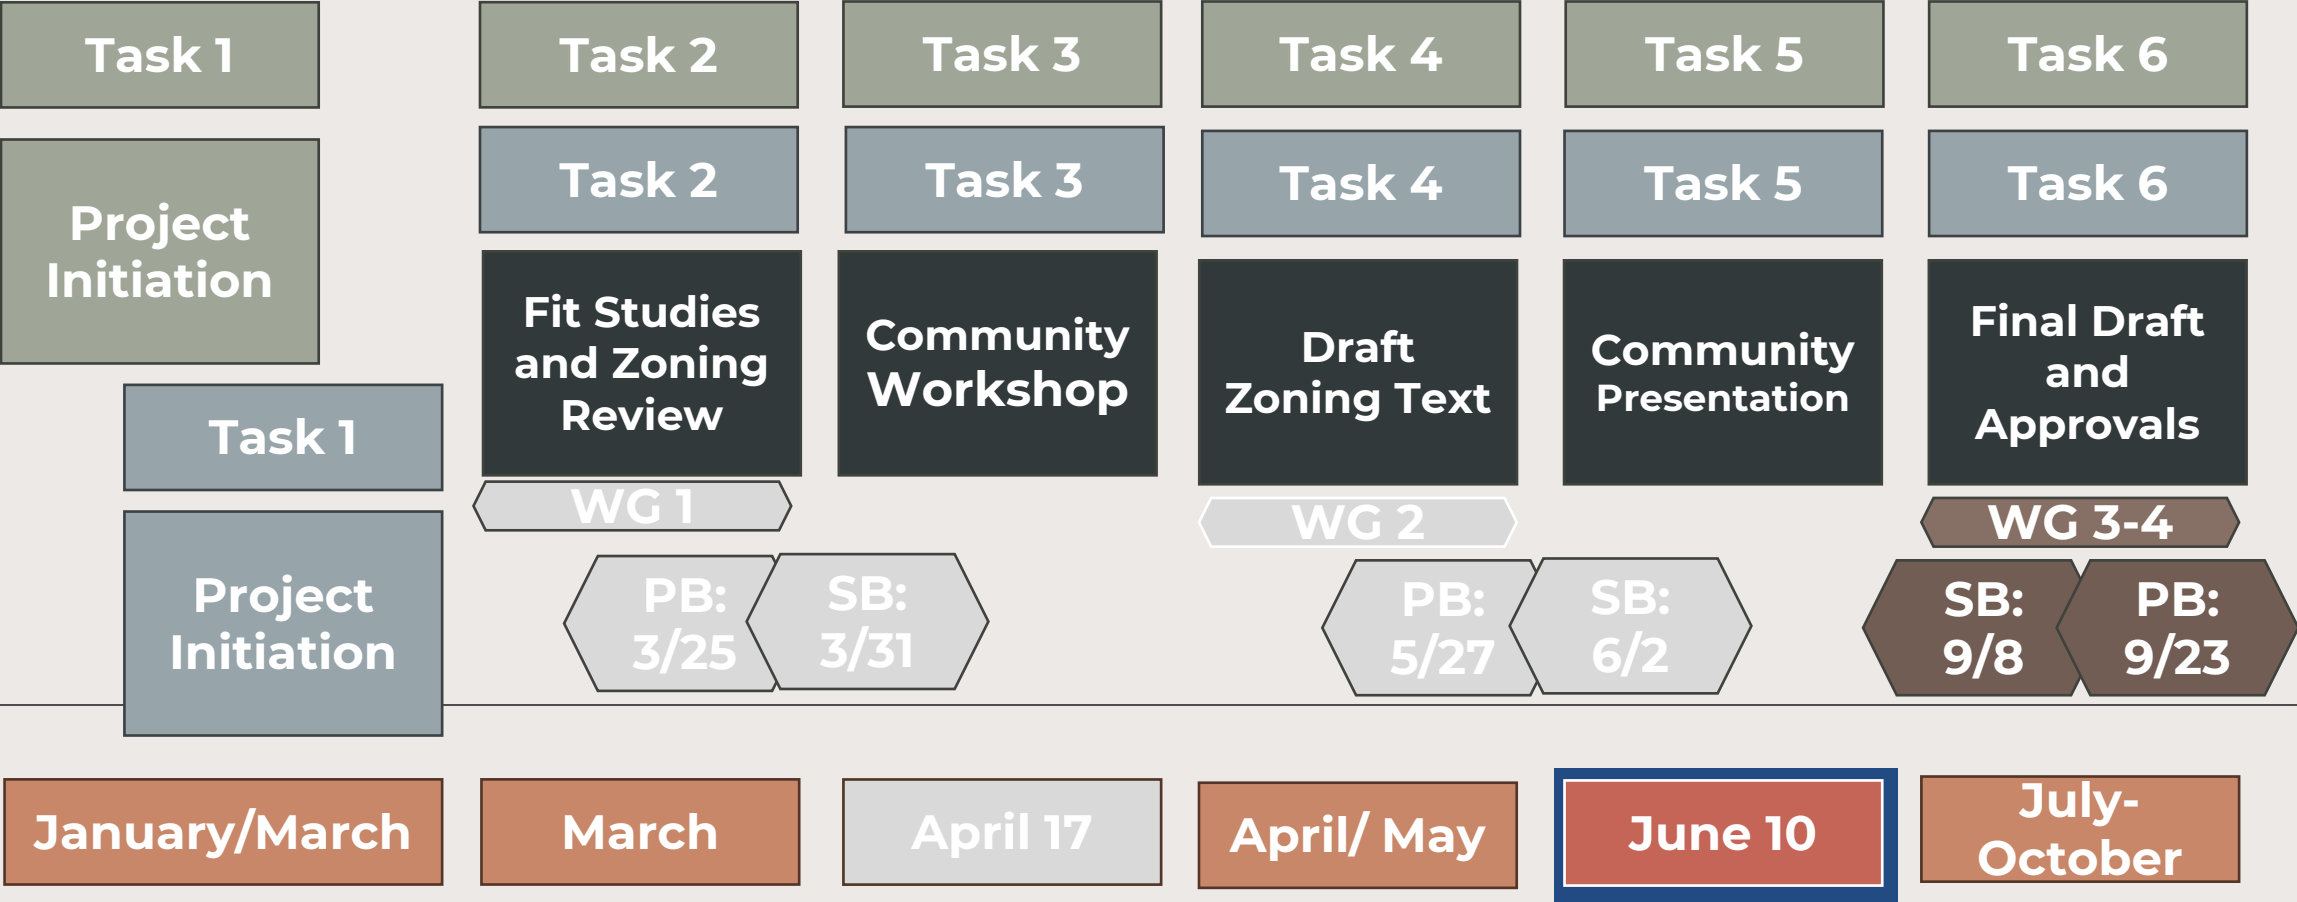 Task 1
Task 2
Task 3
Task 4
Task 5
Task 6
Task 2
Task 3
Task 4
Task 5
Task 6
Project
Initiation
Fit Studies
and Zoning
Review
Community
Workshop
Draft
Zoning Text
Community
Presentation
Final Draft
and
Approvals
Task 1
Project
Initiation
WG 1
WG 2
WG 3-4
PB:
3/25
SB:
3/31
PB:
5/27
SB:
6/2
SB:
9/8
PB:
9/23
January/March
March
April 17
April/ May
June 10
July-
October